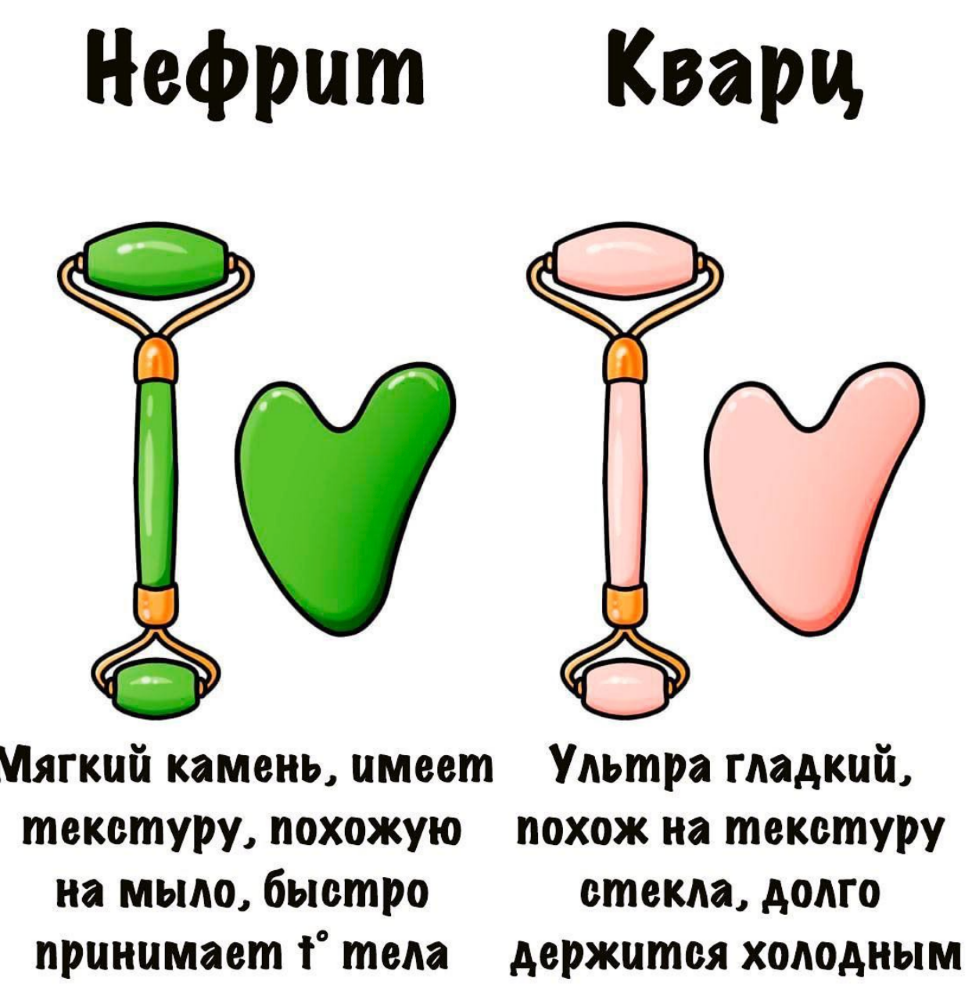 Нефрит
Мягкий камень, имеет
текстуру, похожую
на мыло, быстро
принимает t° тела
Кварц
Ультра гладкий,
похож на текстуру
стекла, долго
держится холодным